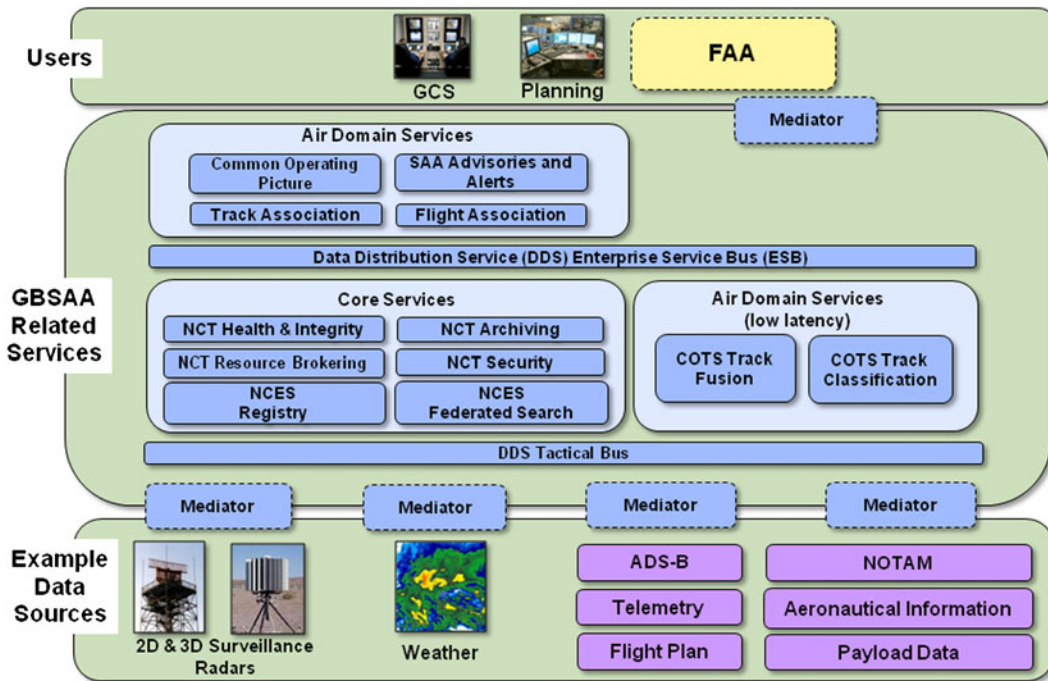 Users
GCS
Planning
FAA
Mediator
GBSAA
Related
Services
Air Domain Services
Common Operating
Picture
SAA Advisories and
Alerts
Track Association
Flight Association
Data Distribution Service (DDS) Enterprise Service Bus (ESB)
Core Services
NCT Health & Integrity
NCT Archiving
NCT Resource Brokering
NCT Security
NCES
Registry
NCES
Federated Search
Air Domain Services
(low latency)
COTS Track
Fusion
COTS Track
Classification
DDS Tactical Bus
Mediator
Mediator
Mediator
Mediator
Example
Data
Sources
2D & 3D Surveillance
Radars
Weather
ADS-B
Telemetry
Flight Plan
NOTAM
Aeronautical Information
Payload Data